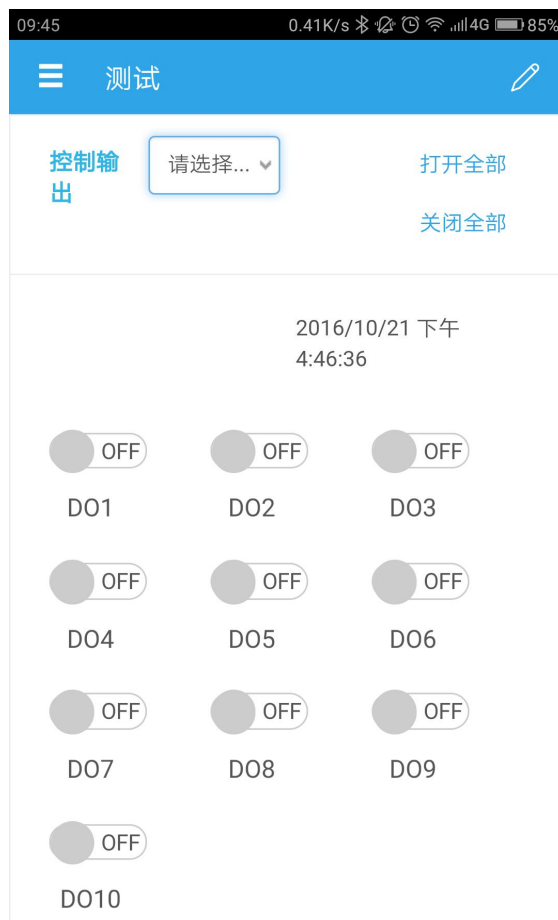 09:45 0.41K/s 4G 85%
测试
控制输 请选择... 打开全部
出
关闭全部
2016/10/21 下午
4:46:36
OFF OFF OFF
DO1 DO2 DO3
OFF OFF OFF
DO4 DO5 DO6
OFF OFF OFF
DO7 DO8 DO9
OFF
DO10